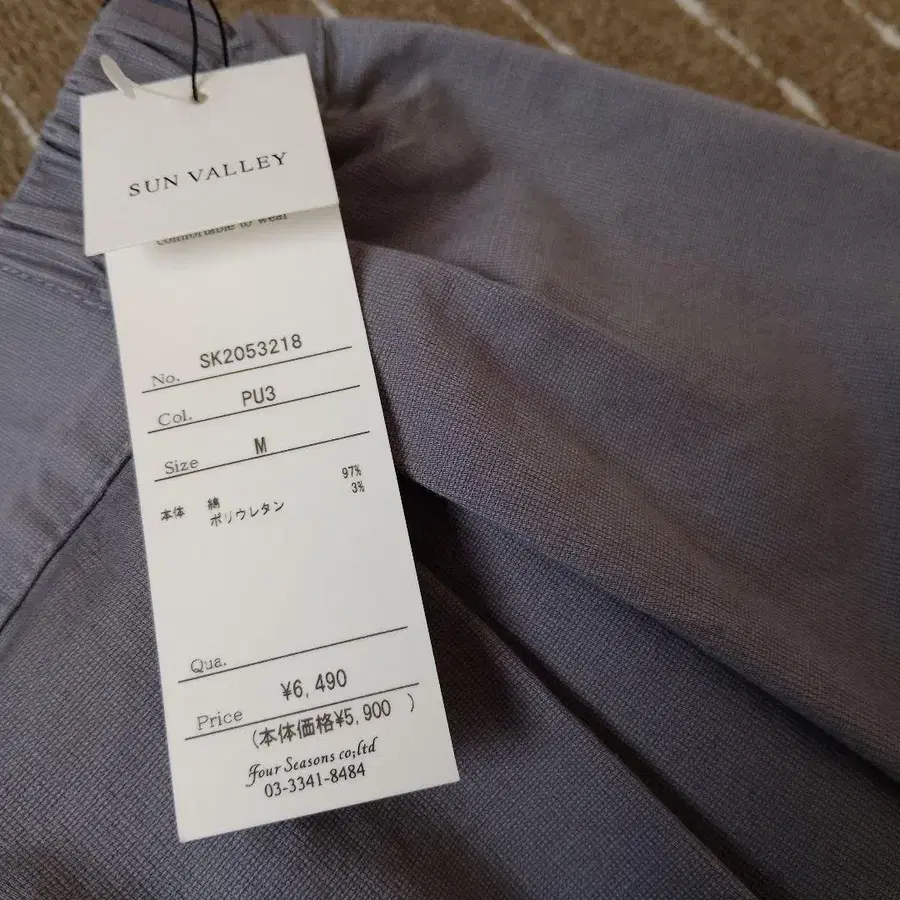 SUN VALLEY
comfortable to wear
No. SK2053218
Col. PU3
Size M
本体 綿 97%
ポリウレタン 3%
Qua.
Price ¥6,490
(本体価格¥5,900 )
Four Seasons co;ltd
03-3341-8484